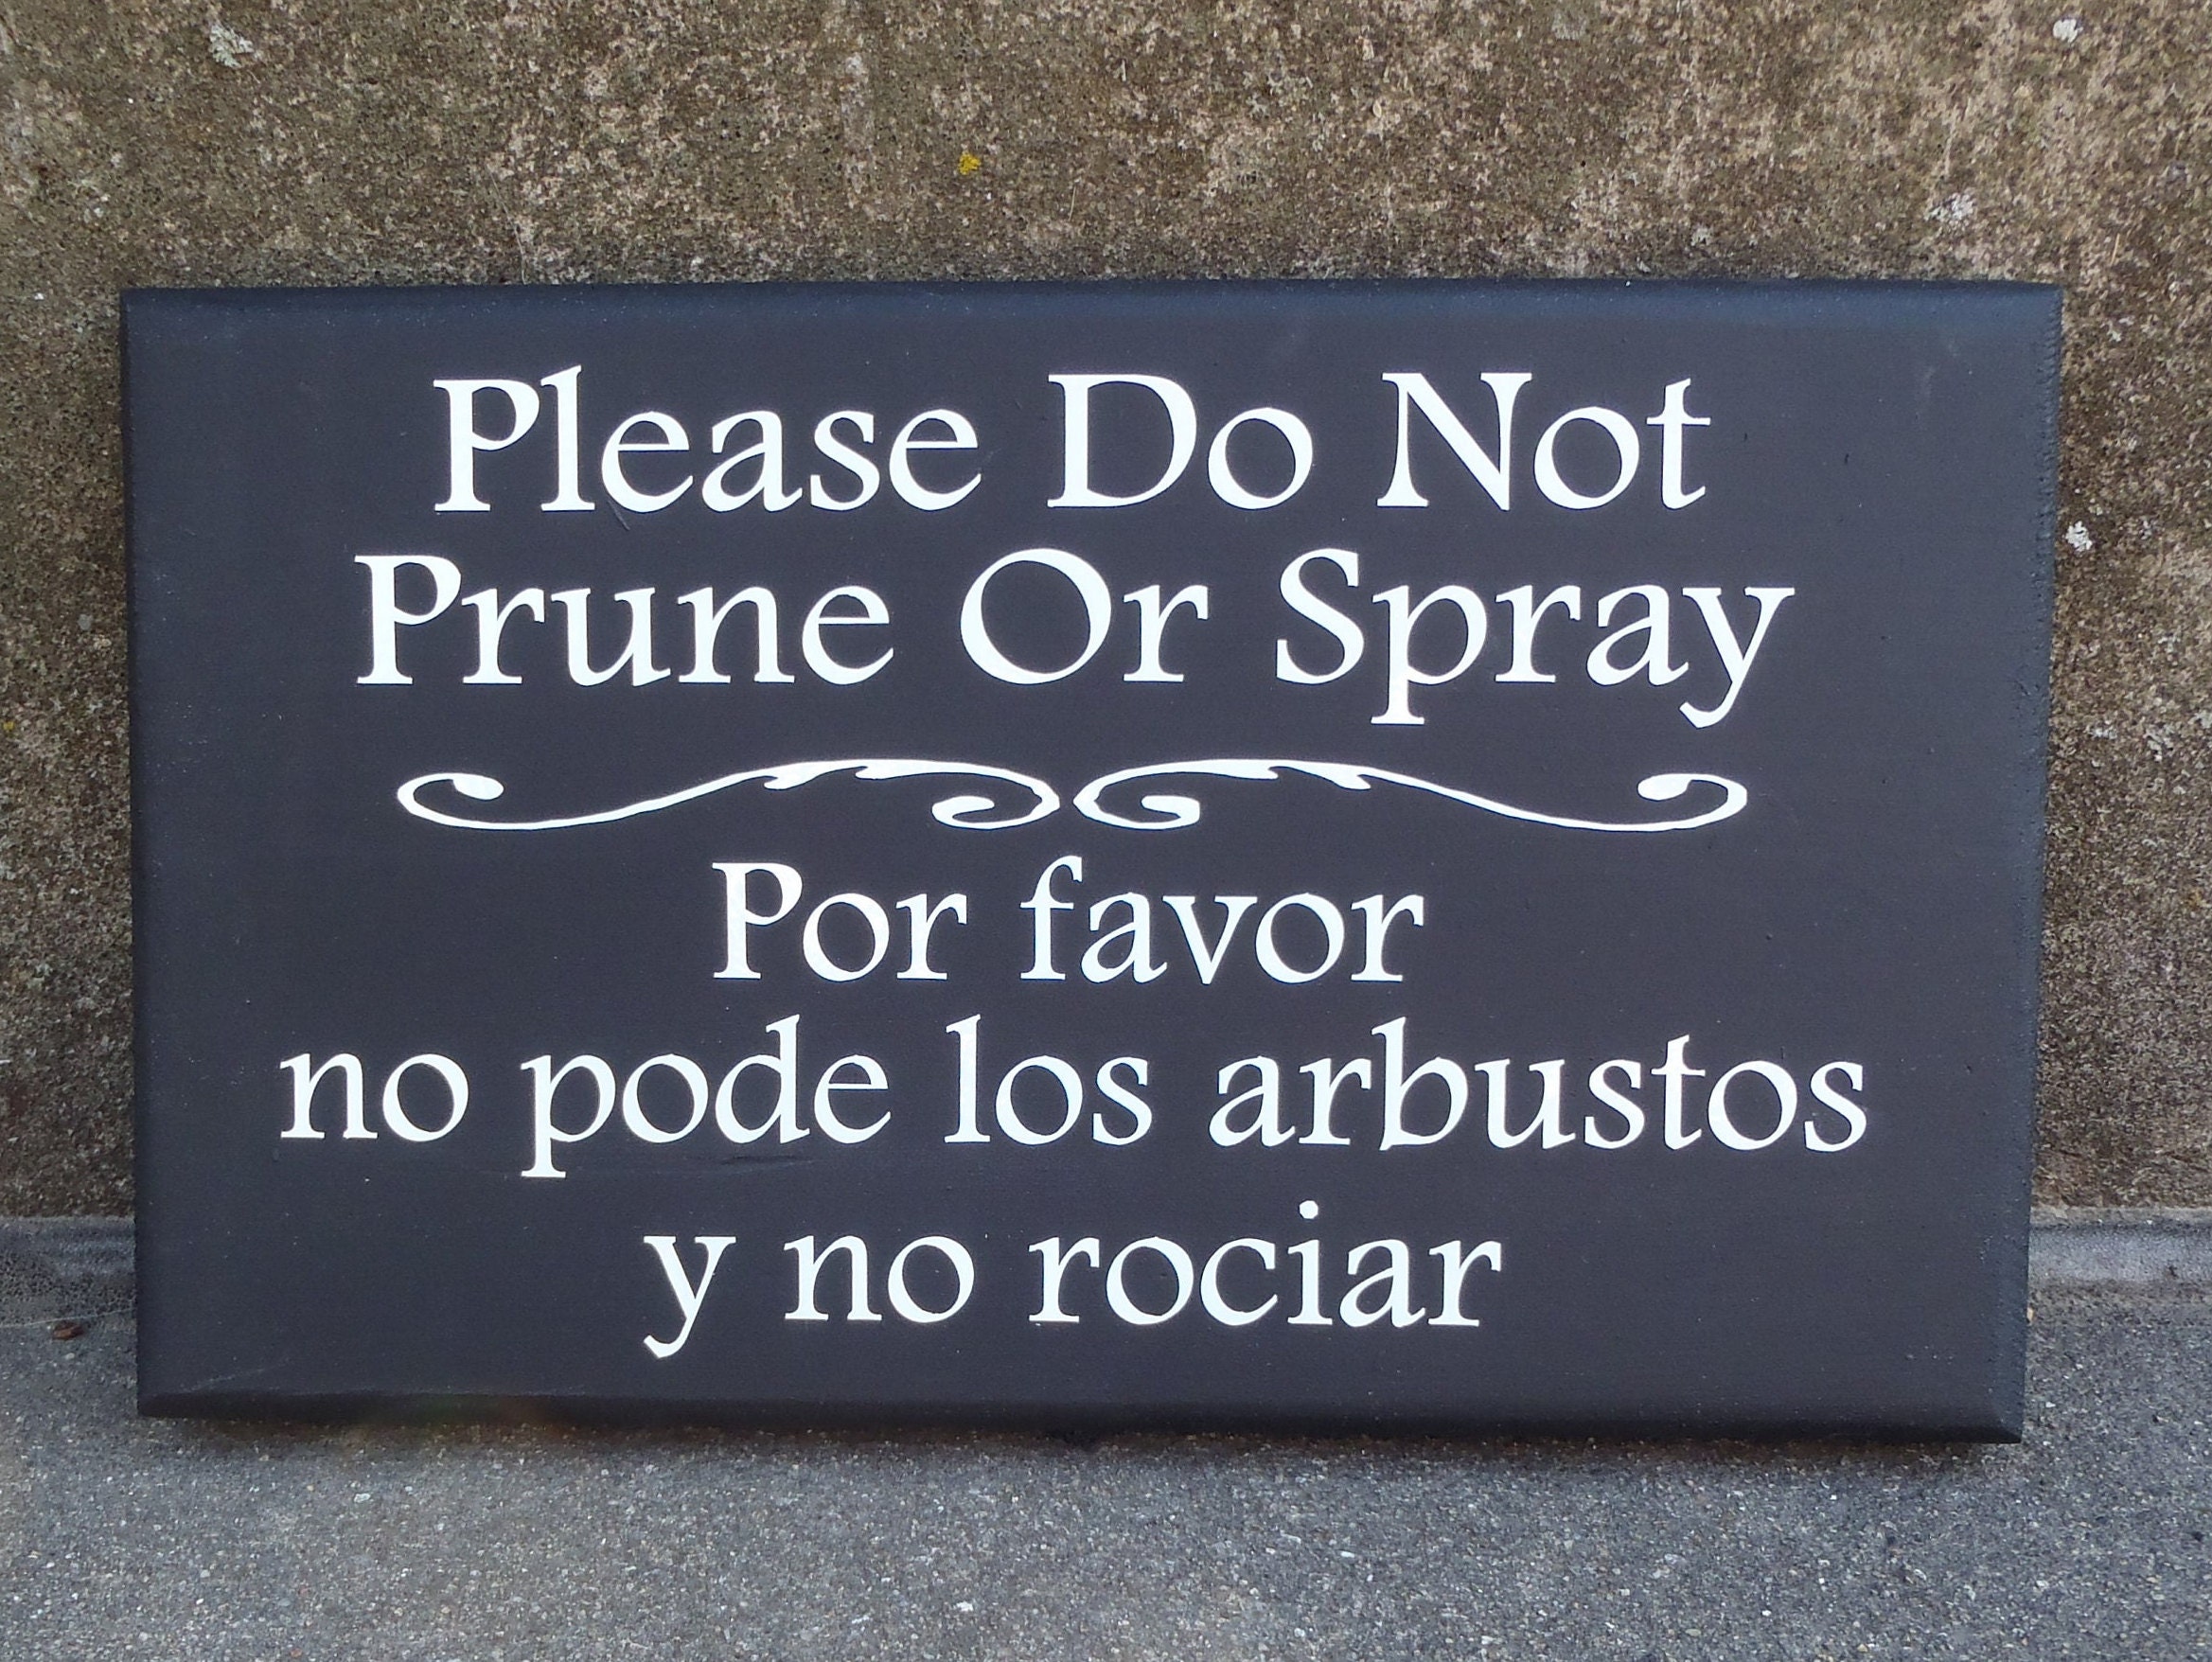 Please Do Not
Prune Or Spray
Por favor
no pode los arbustos
y no rociar